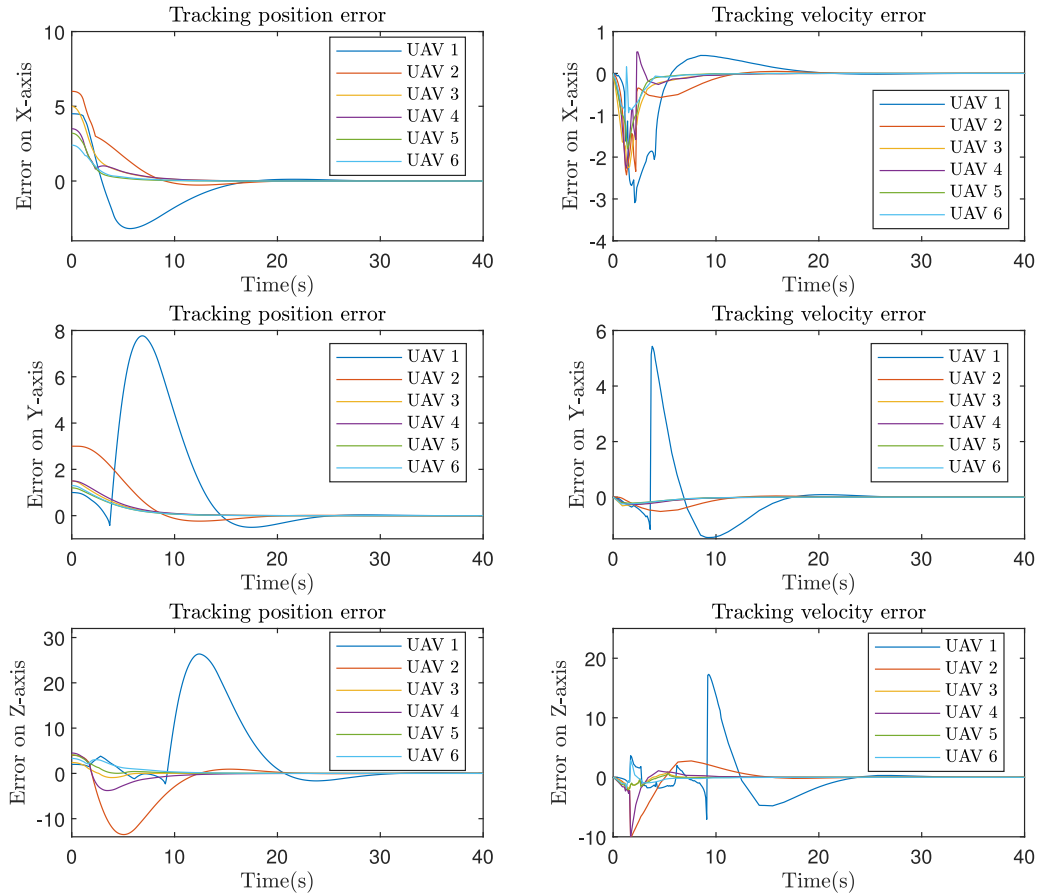 Tracking position error
10
5
0
Error on X-axis
UAV 1
UAV 2
UAV 3
UAV 4
UAV 5
UAV 6
0 10 20 30 40
Time(s)
Tracking velocity error
1
0
-1
-2
-3
-4
Error on X-axis
UAV 1
UAV 2
UAV 3
UAV 4
UAV 5
UAV 6
0 10 20 30 40
Time(s)
Tracking position error
8
6
4
2
0
Error on Y-axis
UAV 1
UAV 2
UAV 3
UAV 4
UAV 5
UAV 6
0 10 20 30 40
Time(s)
Tracking velocity error
6
4
2
0
Error on Y-axis
UAV 1
UAV 2
UAV 3
UAV 4
UAV 5
UAV 6
0 10 20 30 40
Time(s)
Tracking position error
30
20
10
0
-10
Error on Z-axis
UAV 1
UAV 2
UAV 3
UAV 4
UAV 5
UAV 6
0 10 20 30 40
Time(s)
Tracking velocity error
20
10
0
-10
Error on Z-axis
UAV 1
UAV 2
UAV 3
UAV 4
UAV 5
UAV 6
0 10 20 30 40
Time(s)